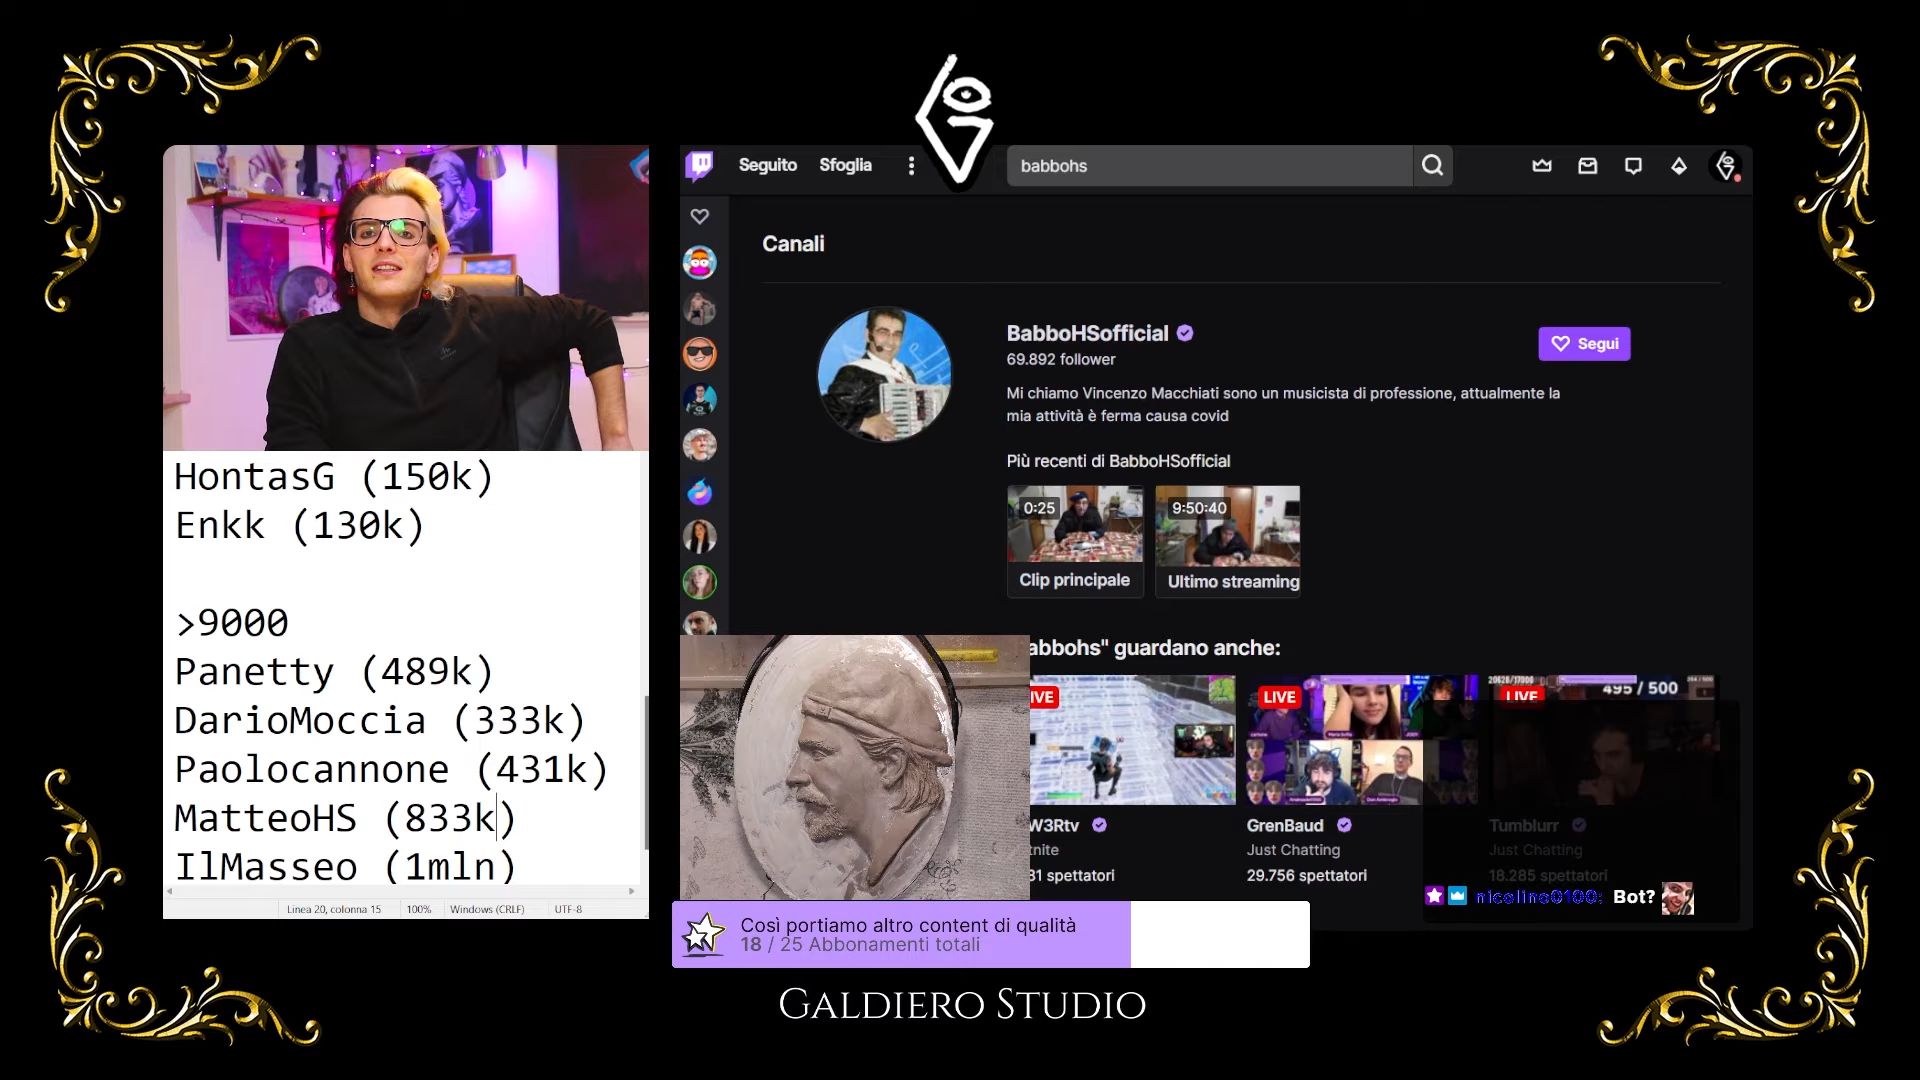 Seguito
Sfoglia
babbohs
Canali
BabboHSofficial
69.892 follower
Segui
Mi chiamo Vincenzo Macchiati sono un musicista di professione, attualmente la
mia attività è ferma causa covid
Più recenti di BabboHSofficial
0:25
9:50:40
Clip principale
Ultimo streaming
abbohs" guardano anche:
LIVE
495 / 500
LIVE
W3Rtv
GrenBaud
Just Chatting
29.756 spettatori
Tumblurr
Just Chatting
18.285 spettatori
31 spettatori
nicolino0100: Bot?
HontasG (150k)
Enkk (130k)
>9000
Panetty (489k)
DarioMoccia (333k)
Paolocannone (431k)
MatteoHS (833k)
IlMasseo (1mln)
Linea 20, colonna 15
100%
Windows (CRLF)
UTF-8
Così portiamo altro content di qualità
18 / 25 Abbonamenti totali
Galdiero Studio